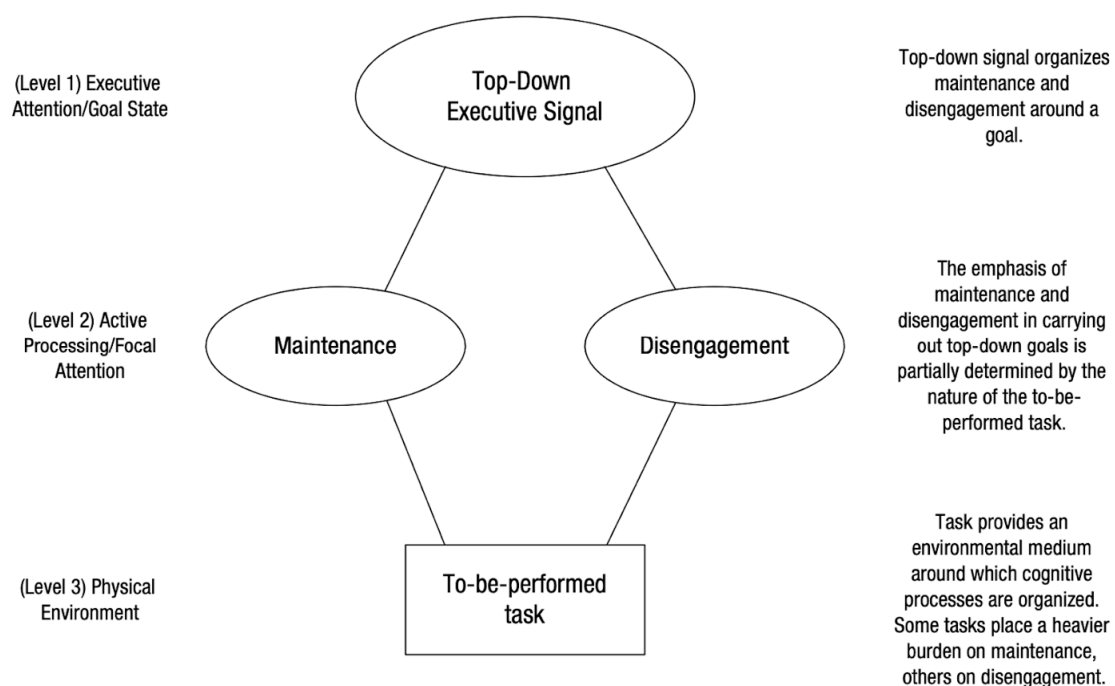 (Level 1) Executive
Attention/Goal State
Top-Down
Executive Signal
Top-down signal organizes
maintenance and
disengagement around a
goal.
(Level 2) Active
Processing/Focal
Attention
Maintenance
Disengagement
The emphasis of
maintenance and
disengagement in carrying
out top-down goals is
partially determined by the
nature of the to-be-
performed task.
(Level 3) Physical
Environment
To-be-performed
task
Task provides an
environmental medium
around which cognitive
processes are organized.
Some tasks place a heavier
burden on maintenance,
others on disengagement.